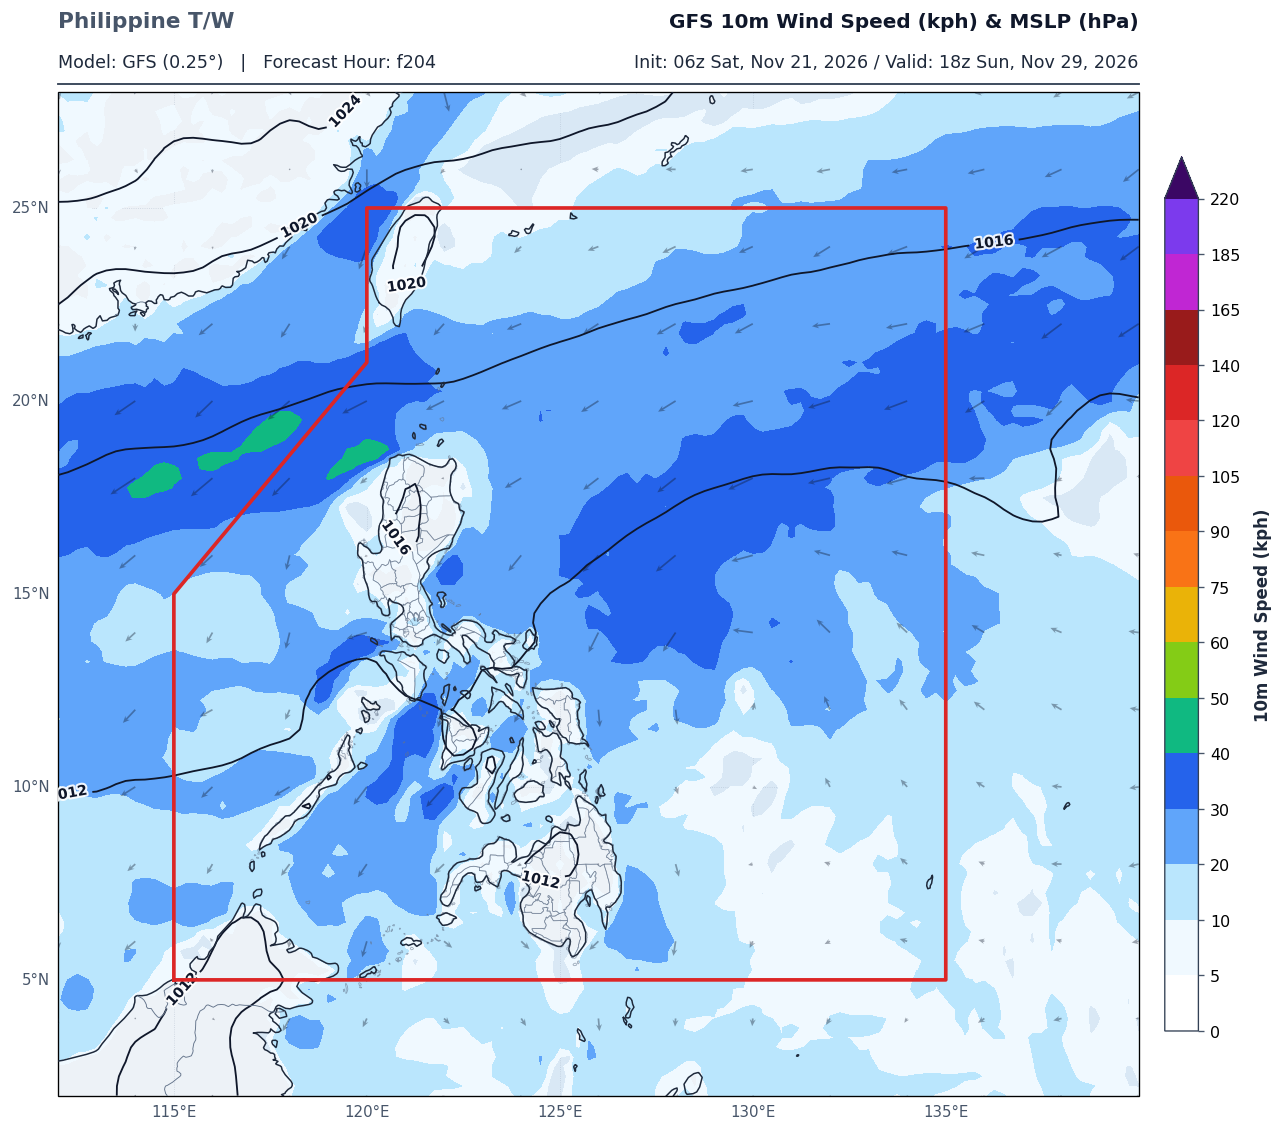 Philippine T/W
GFS 10m Wind Speed (kph) & MSLP (hPa)
Model: GFS (0.25°) | Forecast Hour: f204
Init: 06z Sat, Nov 21, 2026 / Valid: 18z Sun, Nov 29, 2026
1024
1020
1016
1020
1016
012
1012
1012
25°N
20°N
15°N
10°N
5°N
115°E
120°E
125°E
130°E
135°E
220
185
165
140
120
105
90
75
60
50
40
30
20
10
5
0
10m Wind Speed (kph)